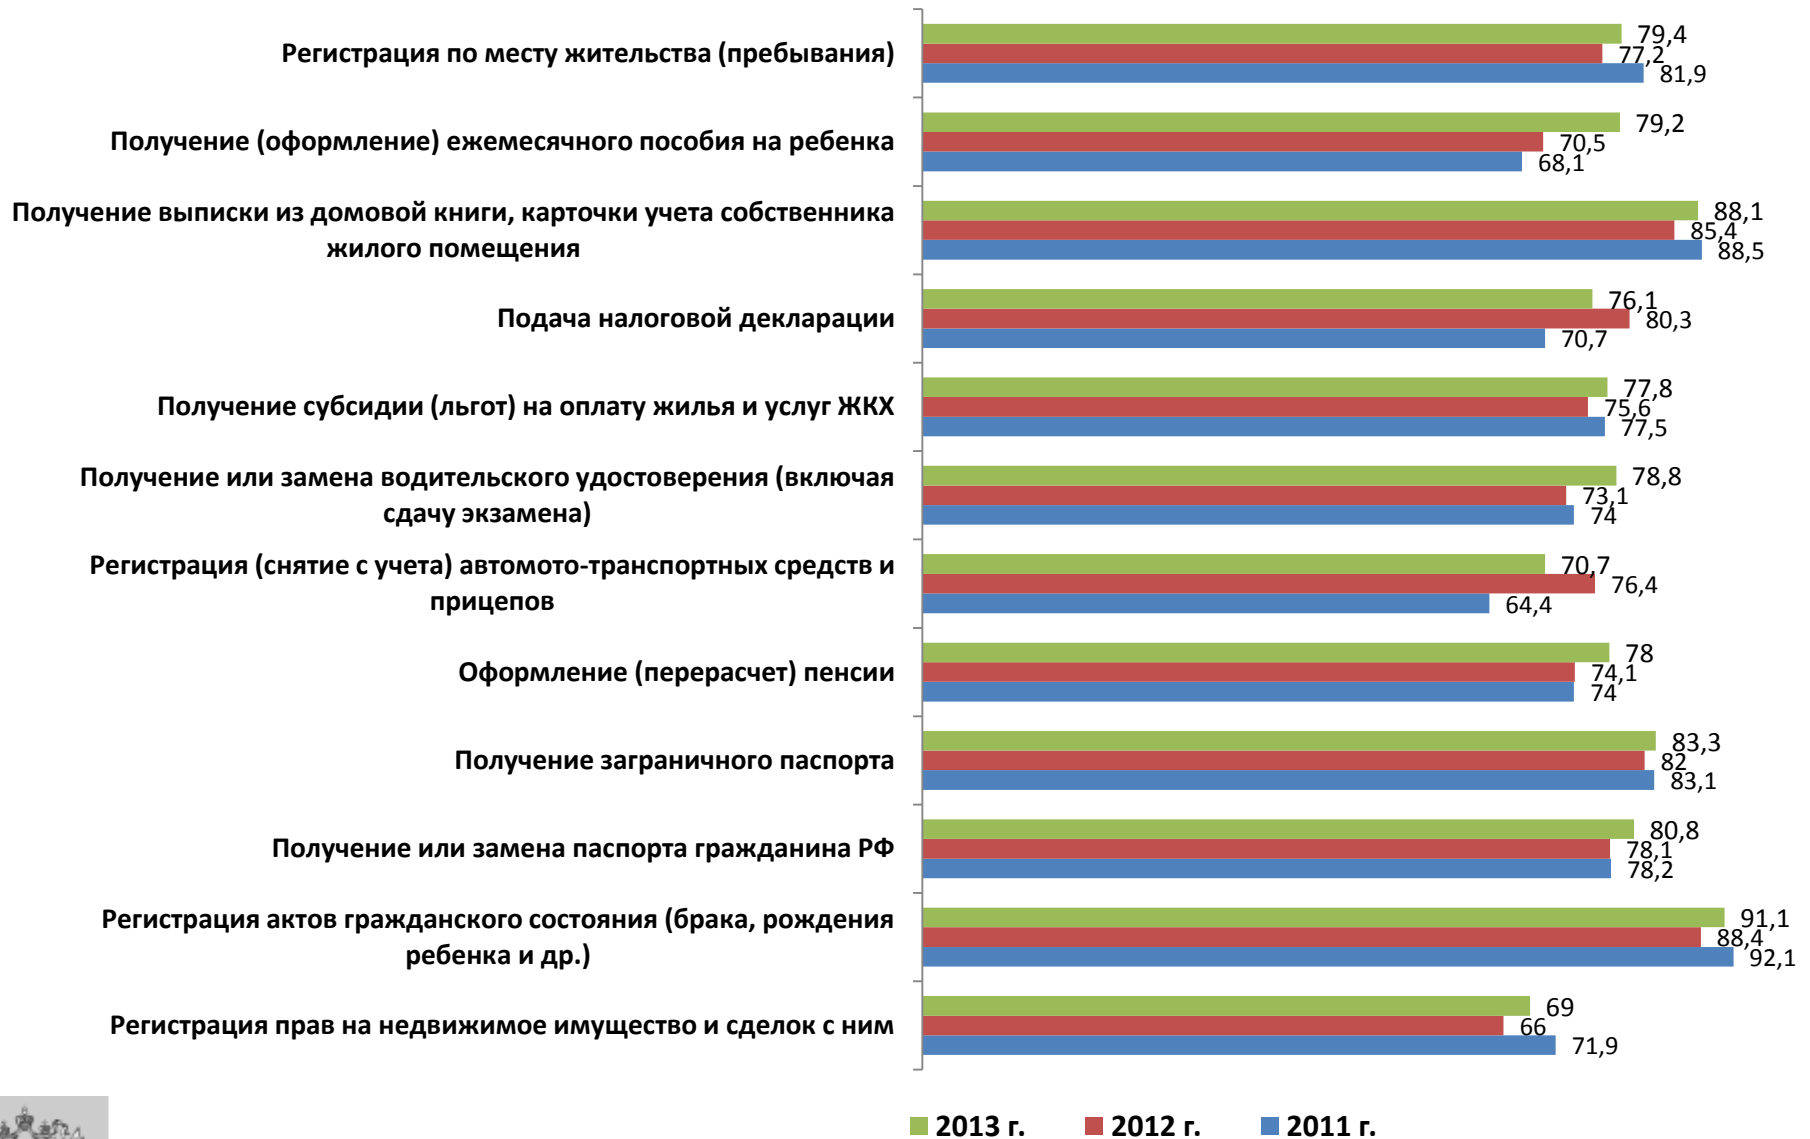 Регистрация по месту жительства (пребывания)
79,4
77,2
81,9
Получение (оформление) ежемесячного пособия на ребенка
79,2
70,5
68,1
Получение выписки из домовой книги, карточки учета собственника
жилого помещения
88,1
85,4
88,5
Подача налоговой декларации
76,1
80,3
70,7
Получение субсидии (льгот) на оплату жилья и услуг ЖКХ
77,8
75,6
77,5
Получение или замена водительского удостоверения (включая
сдачу экзамена)
78,8
73,1
74
Регистрация (снятие с учета) автомото-транспортных средств и
прицепов
70,7
76,4
64,4
Оформление (перерасчет) пенсии
78
74,1
74
Получение заграничного паспорта
83,3
82
83,1
Получение или замена паспорта гражданина РФ
80,8
78,1
78,2
Регистрация актов гражданского состояния (брака, рождения
ребенка и др.)
91,1
88,4
92,1
Регистрация прав на недвижимое имущество и сделок с ним
69
66
71,9
2013 г. 2012 г. 2011 г.